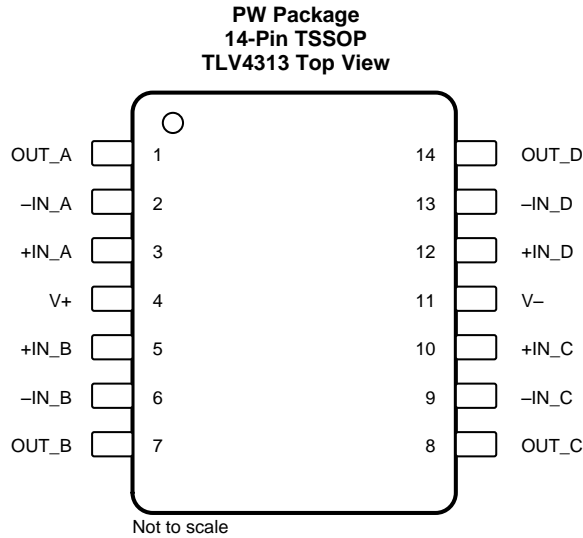 PW Package
14-Pin TSSOP
TLV4313 Top View
OUT_A 1 14 OUT_D
–IN_A 2 13 –IN_D
+IN_A 3 12 +IN_D
V+ 4 11 V–
+IN_B 5 10 +IN_C
–IN_B 6 9 –IN_C
OUT_B 7 8 OUT_C
Not to scale